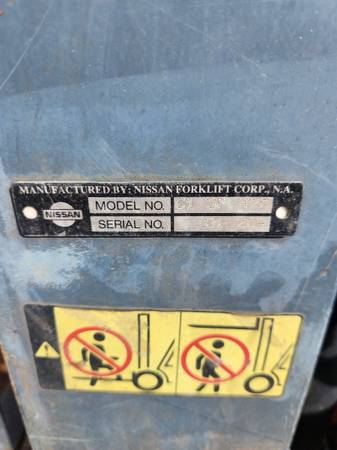 MANUFACTURED BY: NISSAN FORKLIFT CORP., N.A.
NISSAN
MODEL NO.
SERIAL NO.